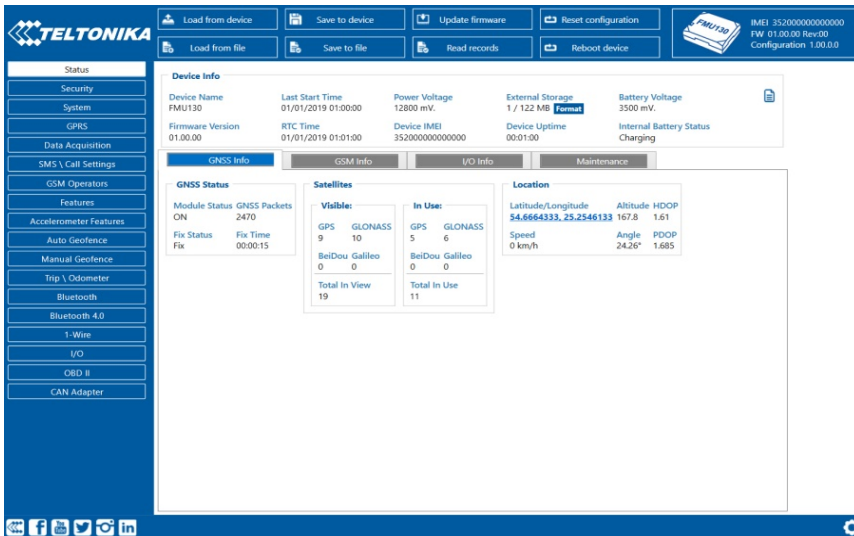 TELTONIKA
Load from device
Save to device
Update firmware
Reset configuration
Load from file
Save to file
Read records
Reboot device
FMU130
IMEI 352000000000000
FW 01.00.00 Rev:00
Configuration 1.00.0.0
Status
Security
System
GPRS
Data Acquisition
SMS \ Call Settings
GSM Operators
Features
Accelerometer Features
Auto Geofence
Manual Geofence
Trip \ Odometer
Bluetooth
Bluetooth 4.0
1-Wire
I/O
OBD II
CAN Adapter
Device Info
Device Name Last Start Time Power Voltage External Storage Battery Voltage
FMU130 01/01/2019 01:00:00 12800 mV. 1 / 122 MB Format 3500 mV.
Firmware Version RTC Time Device IMEI Device Uptime Internal Battery Status
01.00.00 01/01/2019 01:01:00 352000000000000 00:01:00 Charging
GNSS Info GSM Info I/O Info Maintenance
GNSS Status
Module Status GNSS Packets
ON 2470
Fix Status Fix Time
Fix 00:00:15
Satellites
Visible:
GPS GLONASS
9 10
BeiDou Galileo
0 0
Total In View
19
In Use:
GPS GLONASS
5 6
BeiDou Galileo
0 0
Total In Use
11
Location
Latitude/Longitude Altitude HDOP
54.6664333, 25.2546133 167.8 1.61
Speed Angle PDOP
0 km/h 24.26° 1.685
f You Tube in